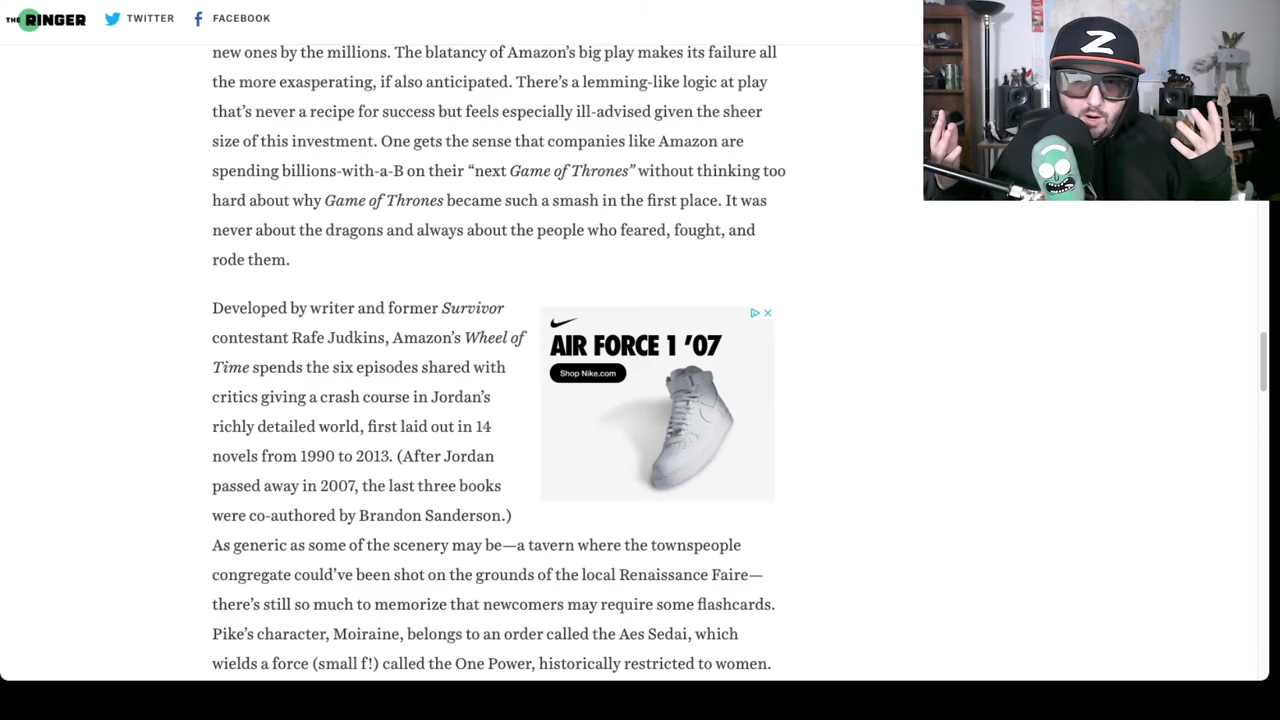 THE RINGER
TWITTER
FACEBOOK
new ones by the millions. The blatancy of Amazon’s big play makes its failure all
the more exasperating, if also anticipated. There’s a lemming-like logic at play
that’s never a recipe for success but feels especially ill-advised given the sheer
size of this investment. One gets the sense that companies like Amazon are
spending billions-with-a-B on their “next Game of Thrones” without thinking too
hard about why Game of Thrones became such a smash in the first place. It was
never about the dragons and always about the people who feared, fought, and
rode them.
Developed by writer and former Survivor
contestant Rafe Judkins, Amazon’s Wheel of
Time spends the six episodes shared with
critics giving a crash course in Jordan’s
richly detailed world, first laid out in 14
novels from 1990 to 2013. (After Jordan
passed away in 2007, the last three books
were co-authored by Brandon Sanderson.)
AIR FORCE 1 ’07
Shop Nike.com
As generic as some of the scenery may be—a tavern where the townspeople
congregate could’ve been shot on the grounds of the local Renaissance Faire—
there’s still so much to memorize that newcomers may require some flashcards.
Pike’s character, Moiraine, belongs to an order called the Aes Sedai, which
wields a force (small f!) called the One Power, historically restricted to women.
Z